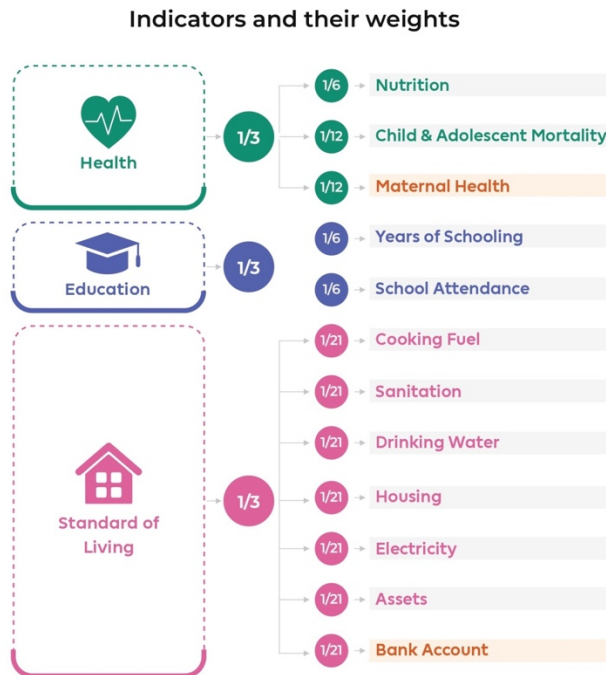 Indicators and their weights
Health
1/3
1/6
Nutrition
1/12
Child & Adolescent Mortality
1/12
Maternal Health
Education
1/3
1/6
Years of Schooling
1/6
School Attendance
Standard of
Living
1/3
1/21
Cooking Fuel
1/21
Sanitation
1/21
Drinking Water
1/21
Housing
1/21
Electricity
1/21
Assets
1/21
Bank Account